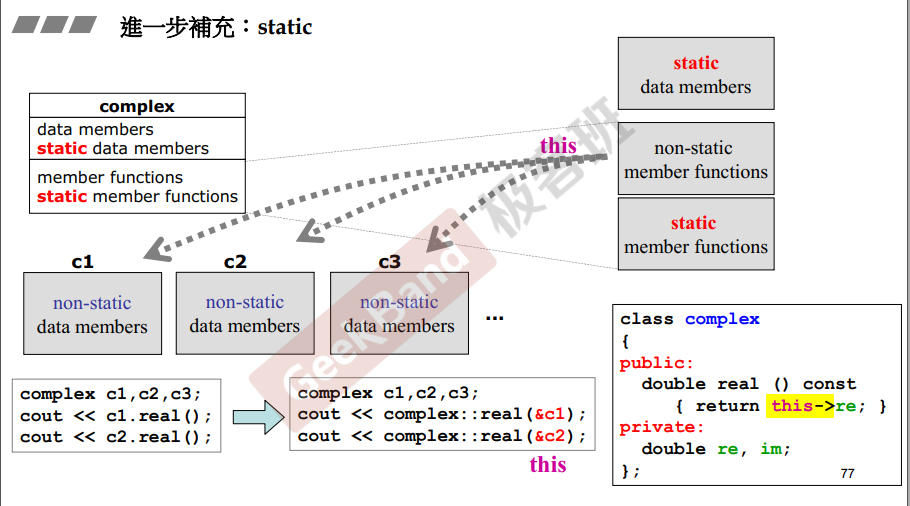 進一步補充：static
complex
data members
static data members
member functions
static member functions
static
data members
non-static
member functions
static
member functions
this
c1
c2
c3
non-static
data members
non-static
data members
non-static
data members
...
complex c1,c2,c3;
cout << c1.real();
cout << c2.real();
complex c1,c2,c3;
cout << complex::real(&c1);
cout << complex::real(&c2);
this
class complex
{
public:
double real () const
{ return this->re; }
private:
double re, im;
};
77
GeekBand
极客班